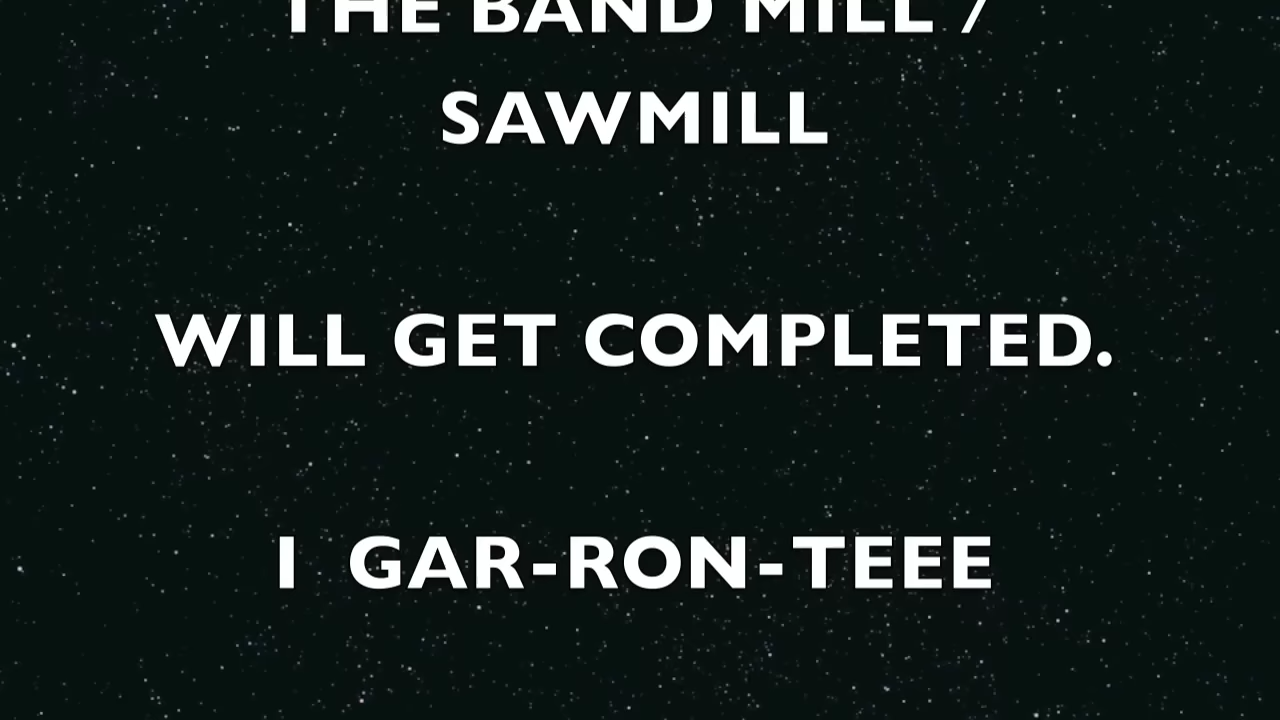 THE BAND MILL /
SAWMILL
WILL GET COMPLETED.
I GAR-RON-TEEE